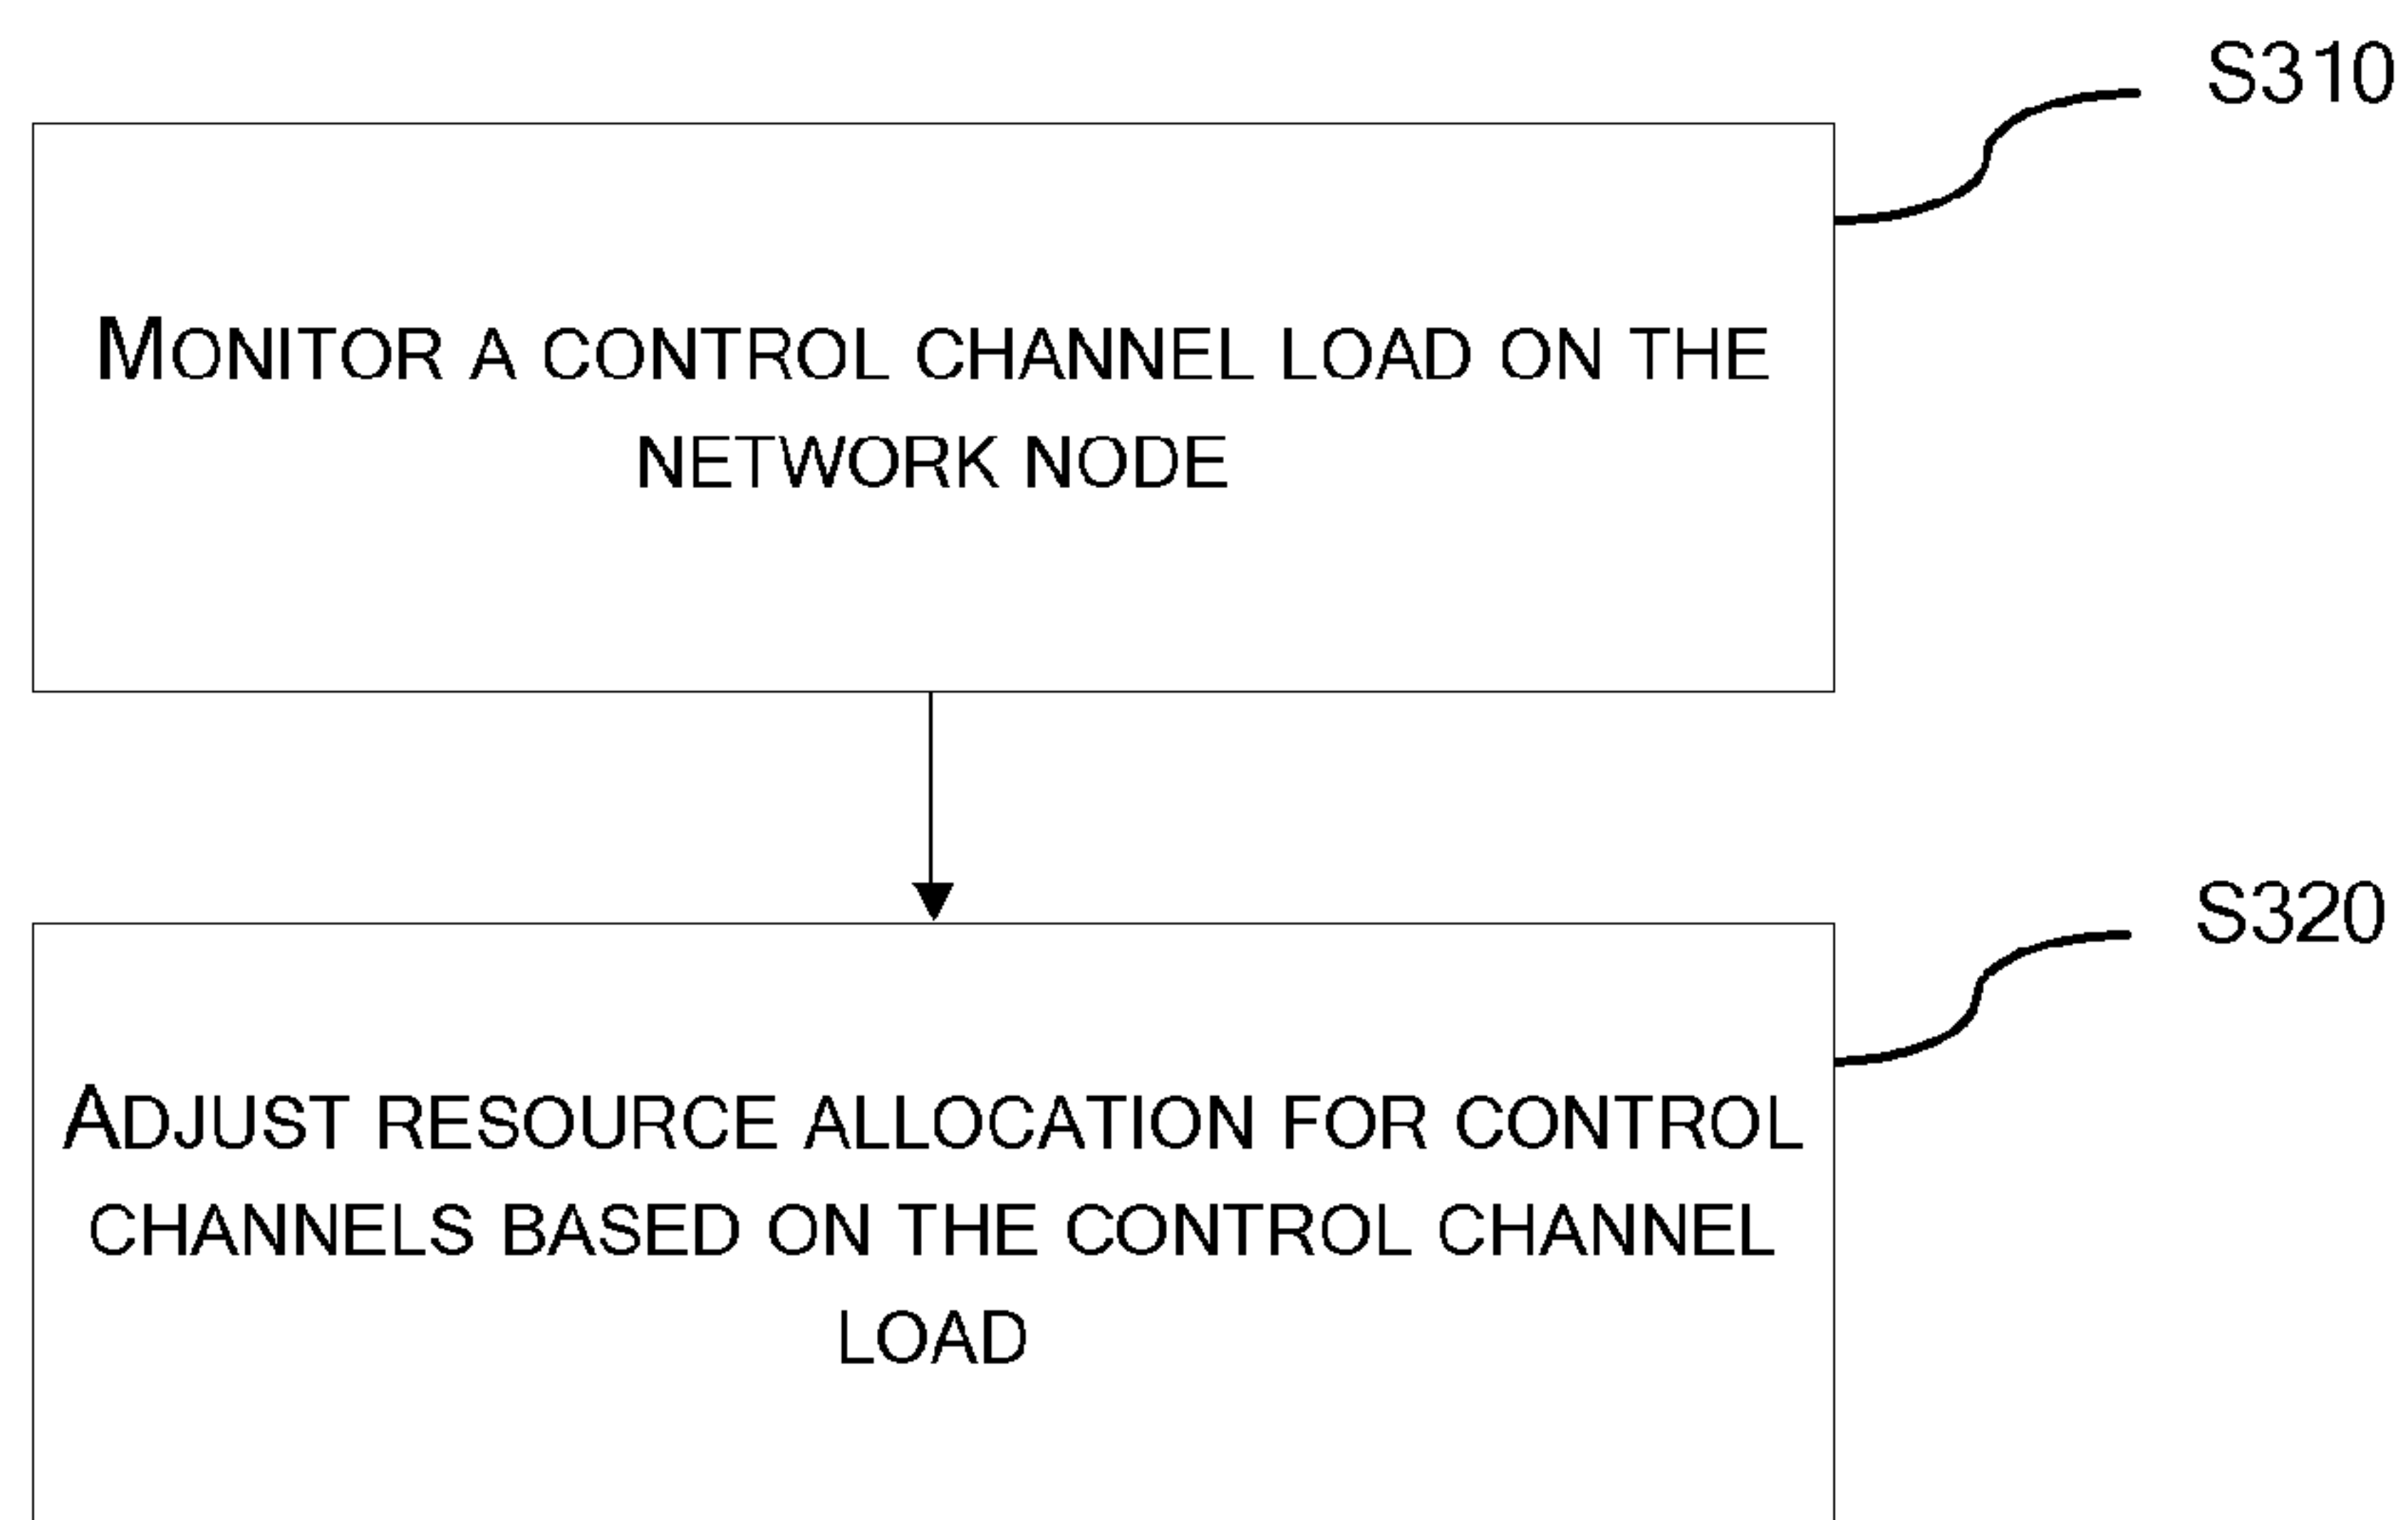 S310
MONITOR A CONTROL CHANNEL LOAD ON THE
NETWORK NODE
S320
ADJUST RESOURCE ALLOCATION FOR CONTROL
CHANNELS BASED ON THE CONTROL CHANNEL
LOAD